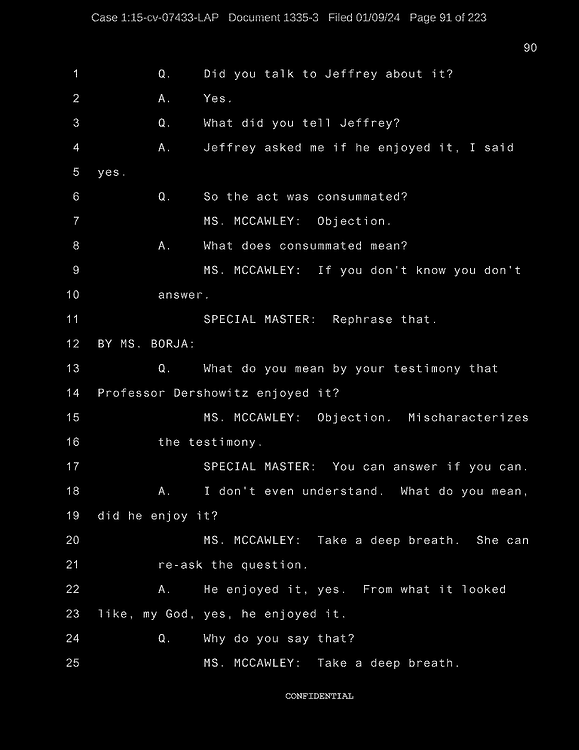 Case 1:15-cv-07433-LAP Document 1335-3 Filed 01/09/24 Page 91 of 223
90
1 Q. Did you talk to Jeffrey about it?
2 A. Yes.
3 Q. What did you tell Jeffrey?
4 A. Jeffrey asked me if he enjoyed it, I said
5 yes.
6 Q. So the act was consummated?
7 MS. MCCAWLEY: Objection.
8 A. What does consummated mean?
9 MS. MCCAWLEY: If you don't know you don't
10 answer.
11 SPECIAL MASTER: Rephrase that.
12 BY MS. BORJA:
13 Q. What do you mean by your testimony that
14 Professor Dershowitz enjoyed it?
15 MS. MCCAWLEY: Objection. Mischaracterizes
16 the testimony.
17 SPECIAL MASTER: You can answer if you can.
18 A. I don't even understand. What do you mean,
19 did he enjoy it?
20 MS. MCCAWLEY: Take a deep breath. She can
21 re-ask the question.
22 A. He enjoyed it, yes. From what it looked
23 like, my God, yes, he enjoyed it.
24 Q. Why do you say that?
25 MS. MCCAWLEY: Take a deep breath.
CONFIDENTIAL